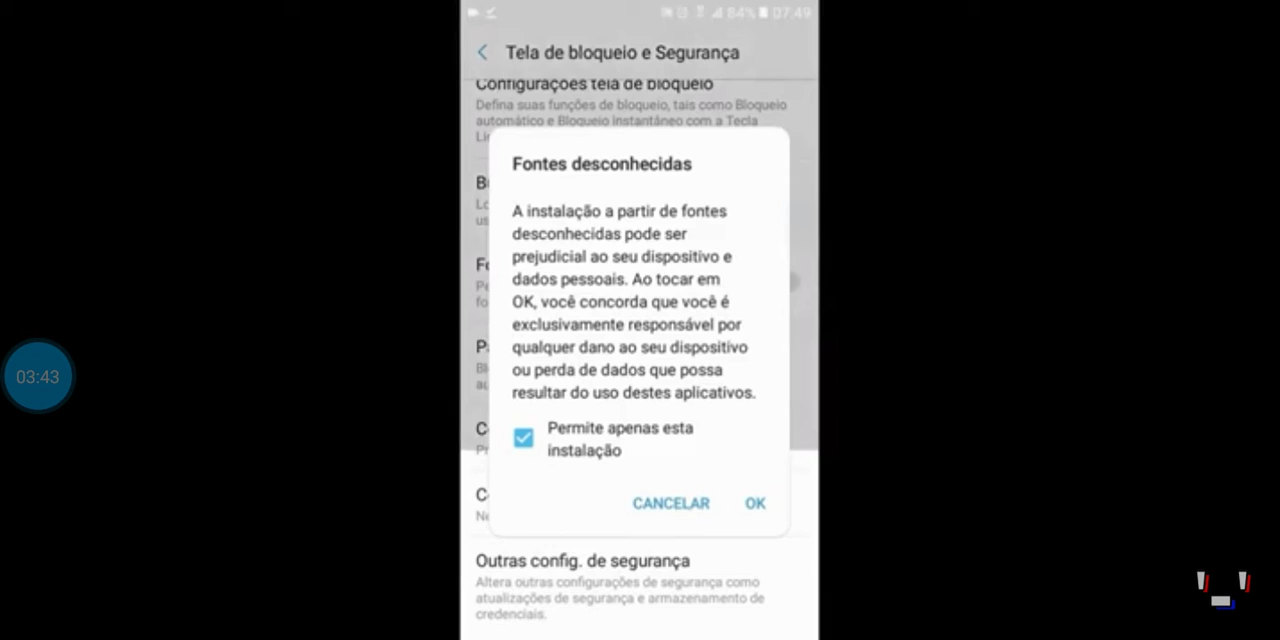 84% 07:49
Tela de bloqueio e Segurança
Configurações tela de bloqueio
Defina suas funções de bloqueio, tais como Bloqueio
automático e Bloqueio instantâneo com a Tecla
Fontes desconhecidas
A instalação a partir de fontes
desconhecidas pode ser
prejudicial ao seu dispositivo e
dados pessoais. Ao tocar em
OK, você concorda que você é
exclusivamente responsável por
qualquer dano ao seu dispositivo
ou perda de dados que possa
resultar do uso destes aplicativos.
Permite apenas esta
instalação
CANCELAR OK
Outras config. de segurança
Altera outras configurações de segurança como
atualizações de segurança e armazenamento de
credenciais.
03:43